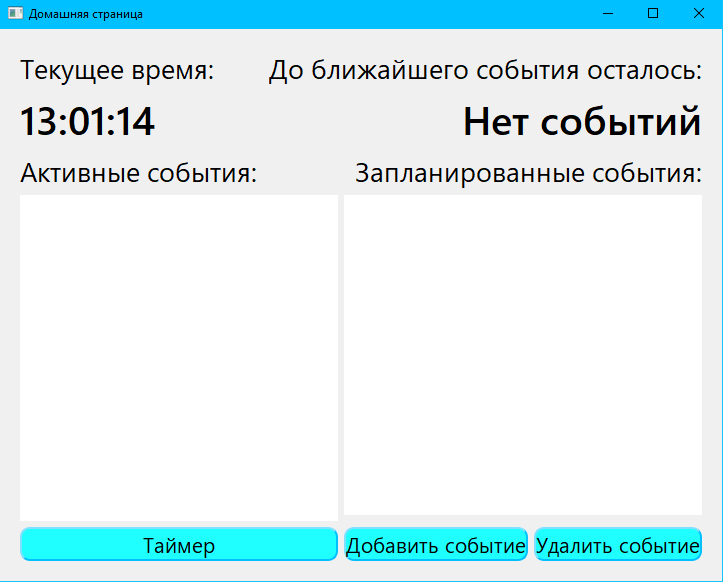 Домашняя страница
Текущее время: До ближайшего события осталось:
13:01:14 Нет событий
Активные события: Запланированные события:
Таймер Добавить событие Удалить событие